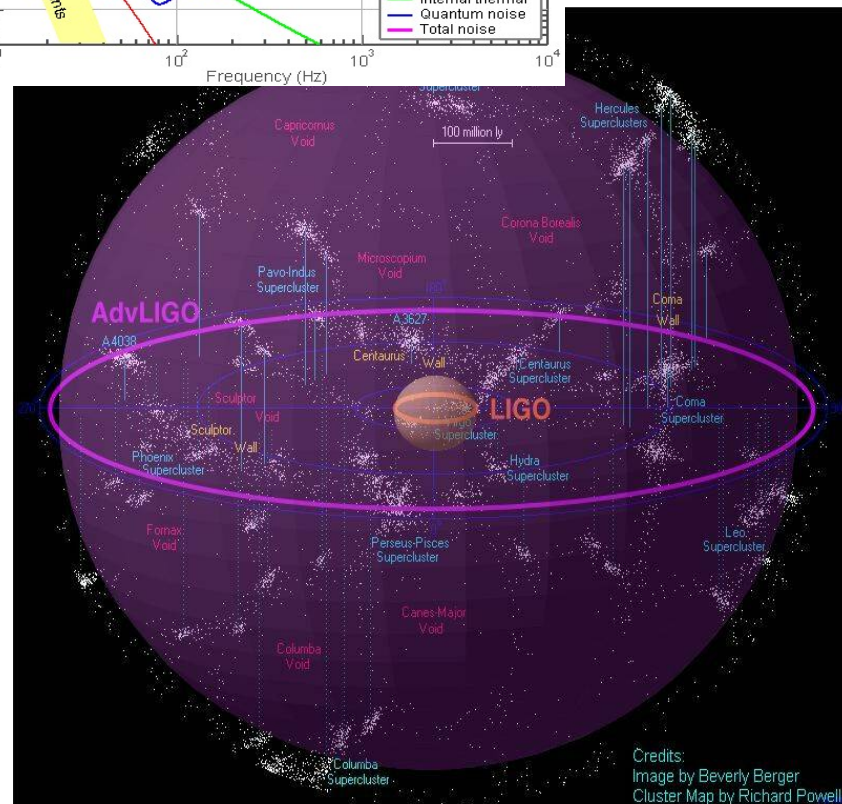 nts
Internal thermal
Quantum noise
Total noise
10²
10³
10⁴
Frequency (Hz)
Supercluster
Hercules
Superclusters
Capricornus
Void
100 million ly
Corona-Borealis
Void
Microscopium
Void
Pavo-Indus
Supercluster
AdvLIGO
A3627
Coma
Wall
A4038
Centaurus
Wall
Centaurus
Supercluster
Sculptor
Void
LIGO
Coma
Supercluster
Sculptor
Wall
Supercluster
Phoenix
Supercluster
Hydra
Supercluster
Fornax
Void
Perseus-Pisces
Supercluster
Leo
Supercluster
Canes-Major
Void
Columba
Void
Columba
Supercluster
Credits:
Image by Beverly Berger
Cluster Map by Richard Powell